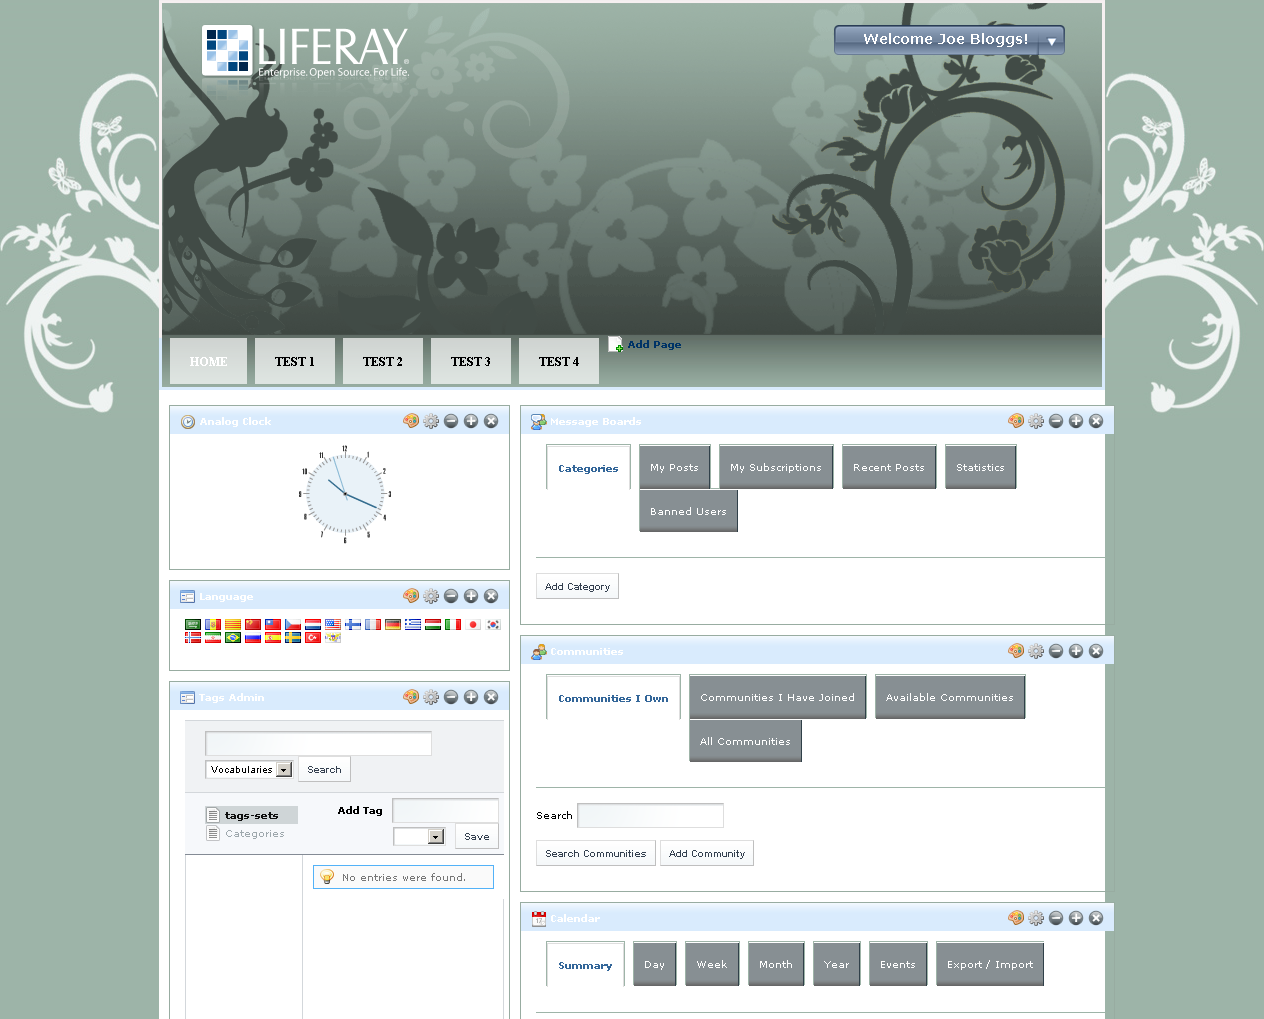 LIFERAY
Enterprise. Open Source. For Life.
Welcome Joe Bloggs!
HOME TEST 1 TEST 2 TEST 3 TEST 4 Add Page
Analog Clock
12
11 1
10 2
9 3
8 4
7 5
6
Language
Tags Admin
Vocabularies Search
tags-sets
Categories
Add Tag
Save
No entries were found.
Message Boards
Categories My Posts My Subscriptions Recent Posts Statistics
Banned Users
Add Category
Communities
Communities I Own Communities I Have Joined Available Communities
All Communities
Search
Search Communities Add Community
Calendar
Summary Day Week Month Year Events Export / Import